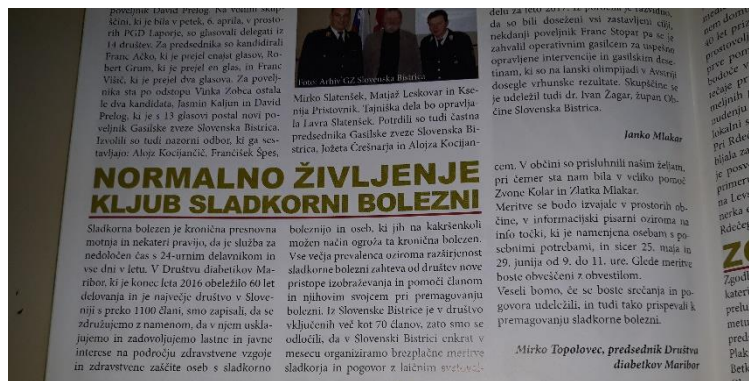 poveljnik David Prelog. Na volilni skup-
ščini, ki je bila v petek, 6. aprila, v prosto-
rih PGD Laporje, so glasovali delegati iz
14 društev. Za predsednika so kandidirali
Franc Ačko, ki je prejel enajst glasov, Ro-
bert Grum, ki je prejel en glas, in Franc
Višič, ki je prejel dva glasova. Za povelj-
nika sta po odstopu Vinka Zobca ostala
le dva kandidata, Jasmin Kaljun in David
Prelog, ki je s 13 glasovi postal novi po-
veljnik Gasilske zveze Slovenska Bistrica.
Izvolili so tudi nazorni odbor, ki ga ses-
tavljajo: Alojz Kocijančič, Frančišek Špes,
Foto: Arhiv GZ Slovenska Bistrica
Mirko Slatenšek, Matjaž Leskovar in Kse-
nija Pristovnik. Tajniška dela bo opravlja-
la Lavra Slatenšek. Potrdili so tudi častna
predsednika Gasilske zveze Slovenska Bi-
strica, Jožeta Črešnarja in Alojza Kocijan-
delu za leto 2017. Iz poročil je razvidno,
da so bili doseženi vsi zastavljeni cilji,
nekdanji poveljnik Franc Stopar pa se je
zahvalil operativnim gasilcem za uspešno
opravljene intervencije in gasilskim desetinam,
tinam, ki so na lanski olimpijadi v Avstriji
dosegle vrhunske rezultate. Skupščine se
je udeležil tudi dr. Ivan Žagar, župan Ob-
čine Slovenska Bistrica.
Janko Mlakar
NORMALNO ŽIVLJENJE
KLJUB SLADKORNI BOLEZNI
Sladkorna bolezen je kronična presnovna
motnja in nekateri pravijo, da je služba za
nedoločen čas s 24-urnim delavnikom in
vse dni v letu. V Društvu diabetikov Ma-
ribor, ki je konec leta 2016 obeležilo 60 let
delovanja in je največje društvo v Slove-
niji s preko 1100 člani, smo zapisali, da se
združujemo z namenom, da v njem uskla-
jujemo in zadovoljujemo lastne in javne
interese na področju zdravstvene vzgoje
in zdravstvene zaščite oseb s sladkorno
boleznijo in oseb, ki jih na kakršenkoli
možen način ogroža ta kronična bolezen.
Vse večja prevalenca oziroma razširjenost
sladkorne bolezni zahteva od društev nove
pristope izobraževanja in pomoči članom
in njihovim svojcem pri premagovanju
bolezni. Iz Slovenske Bistrice je v društvo
vključenih več kot 70 članov, zato smo se
odločili, da v Slovenski Bistrici enkrat v
mesecu organiziramo brezplačne meritve
sladkorja in pogovor z laičnim svetoval-
cem. V občini so prisluhnili našim željam,
pri čemer sta nam bila v veliko pomoč
Zvone Kolar in Zlatka Mlakar.
Meritve se bodo izvajale v prostorih ob-
čine, v informacijski pisarni oziroma na
info točki, ki je namenjena osebam s po-
sebnimi potrebami, in sicer 25. maja in
29. junija od 9. do 11. ure. Glede meritve
boste obveščeni z obvestilom.
Veseli bomo, če se boste srečanja in po-
govora udeležili, in tudi tako prispevali k
premagovanju sladkorne bolezni.
Mirko Topolovec, predsednik Društva
diabetikov Maribor